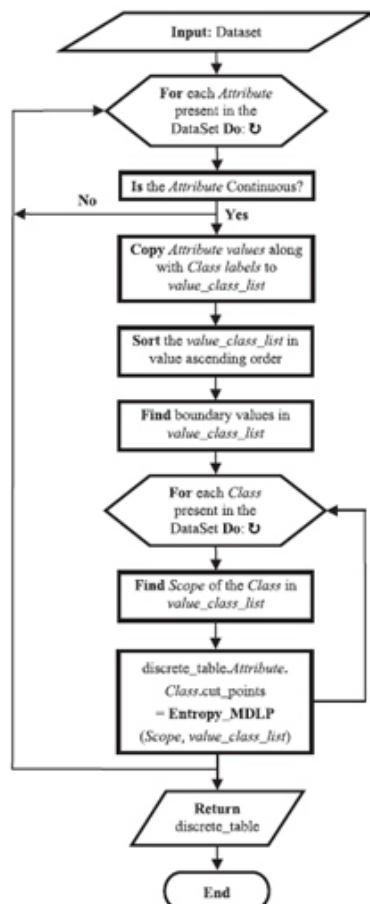 Input: Dataset
For each Attribute
present in the
DataSet Do: ↻
Is the Attribute Continuous?
No
Yes
Copy Attribute values along
with Class labels to
value_class_list
Sort the value_class_list in
value ascending order
Find boundary values in
value_class_list
For each Class
present in the
DataSet Do: ↻
Find Scope of the Class in
value_class_list
discrete_table.Attribute.
Class.cut_points
= Entropy_MDLP
(Scope, value_class_list)
Return
discrete_table
End